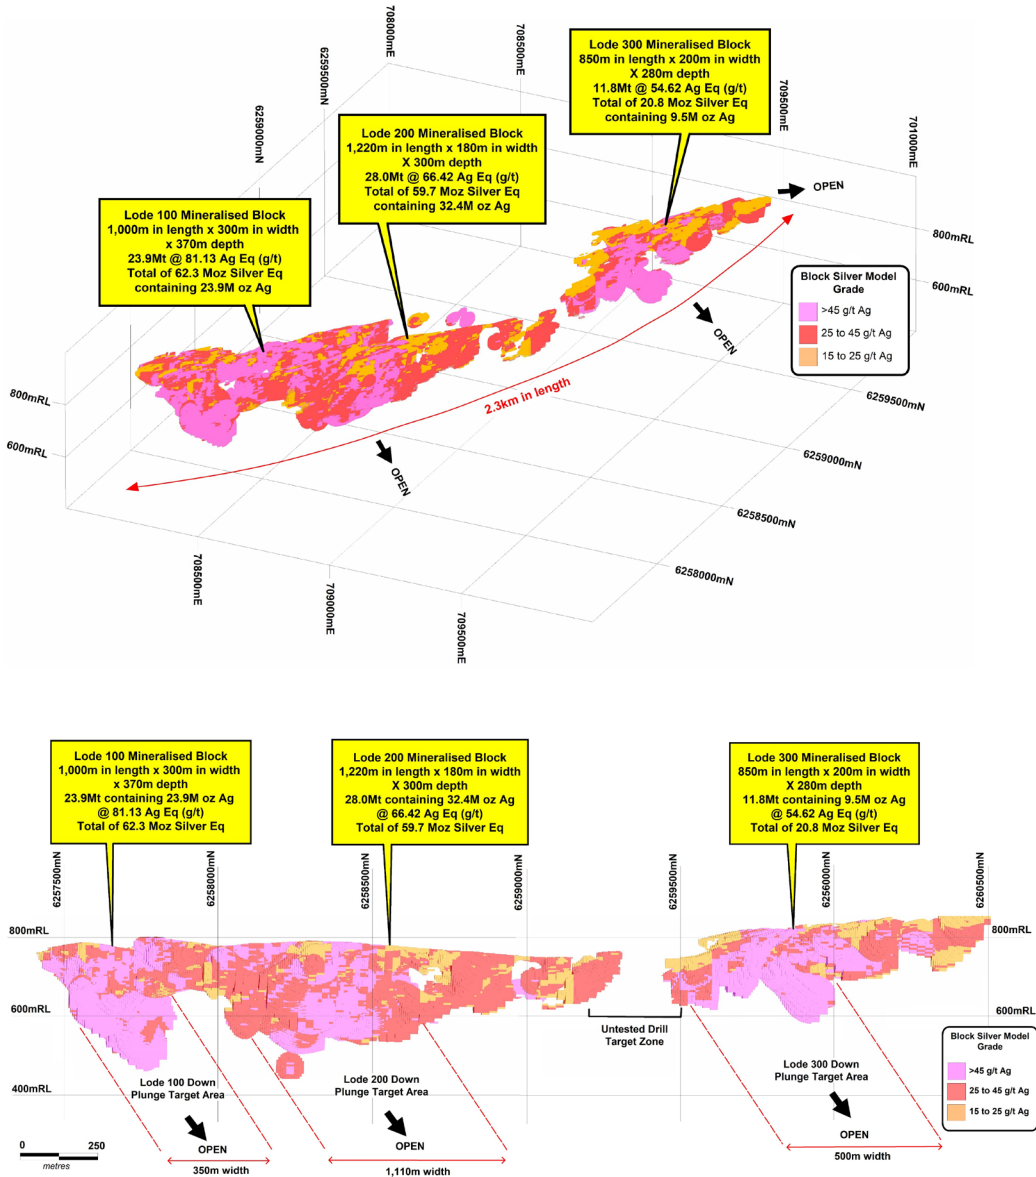 708000mE
708500mE
709500mE
701000mE
6259500mN
6259000mN
Lode 300 Mineralised Block
850m in length x 200m in width
X 280m depth
11.8Mt @ 54.62 Ag Eq (g/t)
Total of 20.8 Moz Silver Eq
containing 9.5M oz Ag
Lode 200 Mineralised Block
1,220m in length x 180m in width
X 300m depth
28.0Mt @ 66.42 Ag Eq (g/t)
Total of 59.7 Moz Silver Eq
containing 32.4M oz Ag
Lode 100 Mineralised Block
1,000m in length x 300m in width
x 370m depth
23.9Mt @ 81.13 Ag Eq (g/t)
Total of 62.3 Moz Silver Eq
containing 23.9M oz Ag
OPEN
800mRL
600mRL
Block Silver Model
Grade
>45 g/t Ag
25 to 45 g/t Ag
15 to 25 g/t Ag
OPEN
2.3km in length
800mRL
600mRL
OPEN
6259500mN
6259000mN
6258500mN
6258000mN
708500mE
709000mE
709500mE
Lode 100 Mineralised Block
1,000m in length x 300m in width
x 370m depth
23.9Mt containing 23.9M oz Ag
@ 81.13 Ag Eq (g/t)
Total of 62.3 Moz Silver Eq
Lode 200 Mineralised Block
1,220m in length x 180m in width
X 300m depth
28.0Mt containing 32.4M oz Ag
@ 66.42 Ag Eq (g/t)
Total of 59.7 Moz Silver Eq
Lode 300 Mineralised Block
850m in length x 200m in width
X 280m depth
11.8Mt containing 9.5M oz Ag
@ 54.62 Ag Eq (g/t)
Total of 20.8 Moz Silver Eq
6257500mN
6258000mN
6258500mN
6259000mN
6259500mN
6256000mN
6260500mN
800mRL
800mRL
600mRL
600mRL
400mRL
Untested Drill
Target Zone
Block Silver Model
Grade
>45 g/t Ag
25 to 45 g/t Ag
15 to 25 g/t Ag
Lode 100 Down
Plunge Target Area
Lode 200 Down
Plunge Target Area
Lode 300 Down
Plunge Target Area
OPEN
OPEN
OPEN
0 250
metres
350m width
1,110m width
500m width